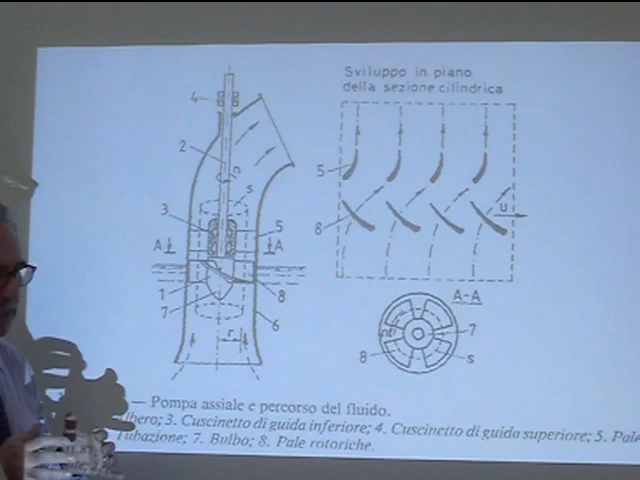 Sviluppo in piano
della sezione cilindrica
4
2
n
s
3
5
A
A
1
8
7
6
r
5
8
U
A-A
7
8
s
— Pompa assiale e percorso del fluido.
3. Cuscinetto di guida inferiore; 4. Cuscinetto di guida superiore; 5. Pale
Tubazione; 7. Bulbo; 8. Pale rotoriche.